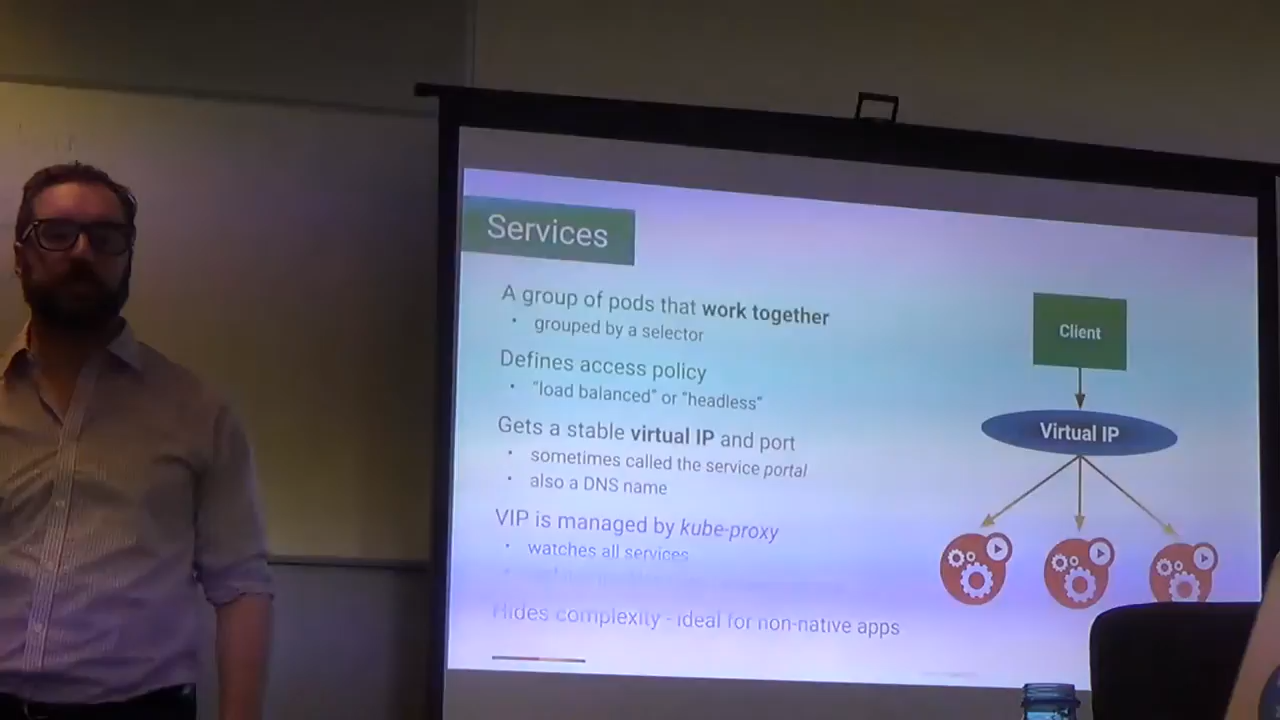 Services
A group of pods that work together
• grouped by a selector
Defines access policy
• "load balanced" or "headless"
Gets a stable virtual IP and port
• sometimes called the service portal
• also a DNS name
VIP is managed by kube-proxy
• watches all services
Hides complexity - ideal for non-native apps
Client
Virtual IP